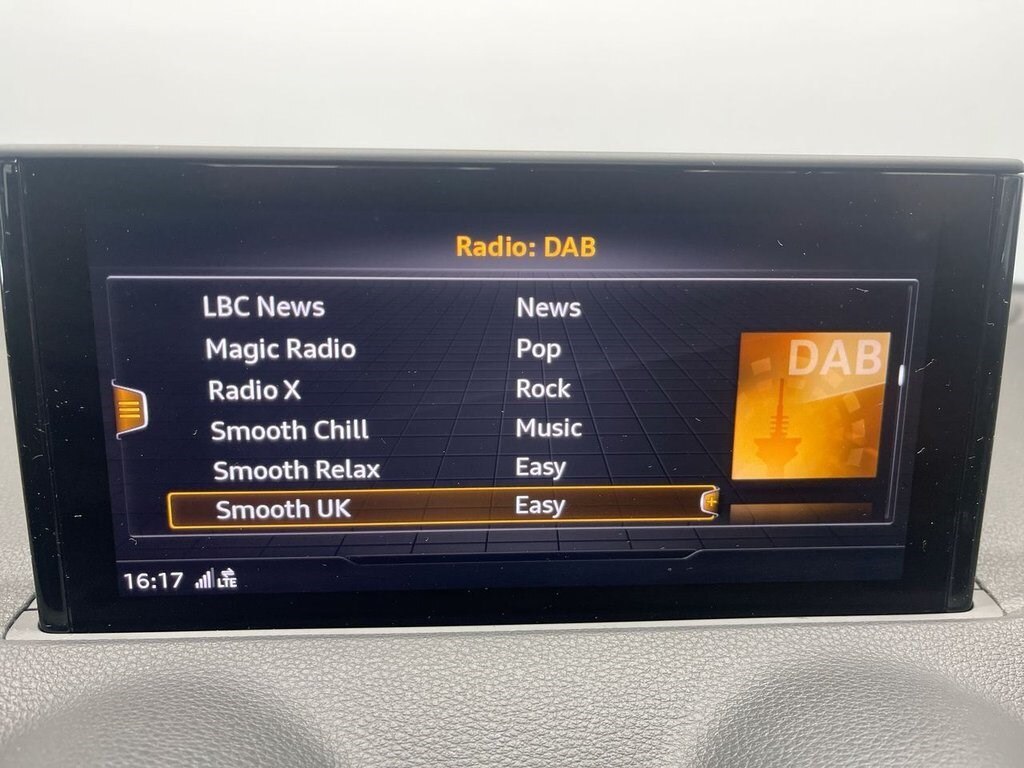 Radio: DAB
LBC News News
Magic Radio Pop
Radio X Rock
Smooth Chill Music
Smooth Relax Easy
Smooth UK Easy
DAB
16:17 LTE